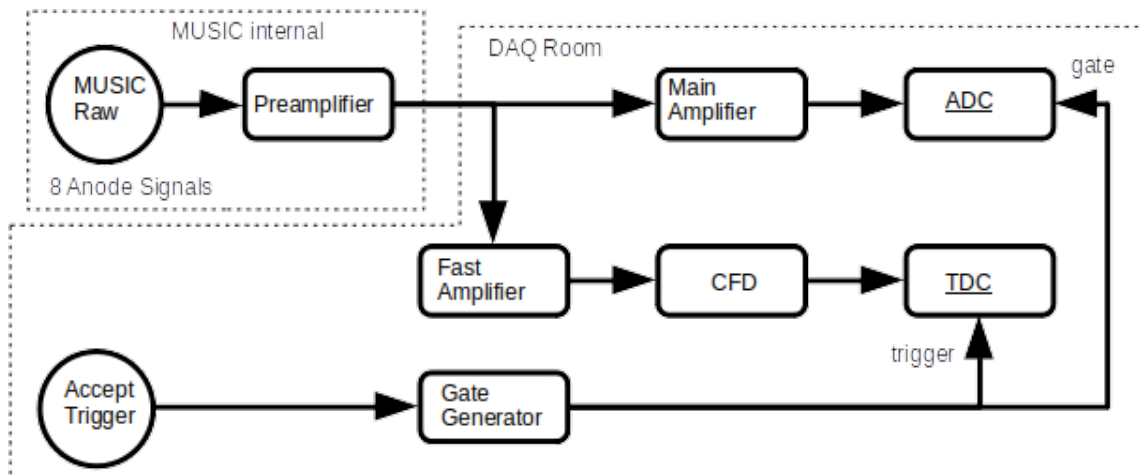 MUSIC internal
DAQ Room
MUSIC
Raw
Preamplifier
Main
Amplifier
ADC
gate
8 Anode Signals
Fast
Amplifier
CFD
TDC
trigger
Accept
Trigger
Gate
Generator